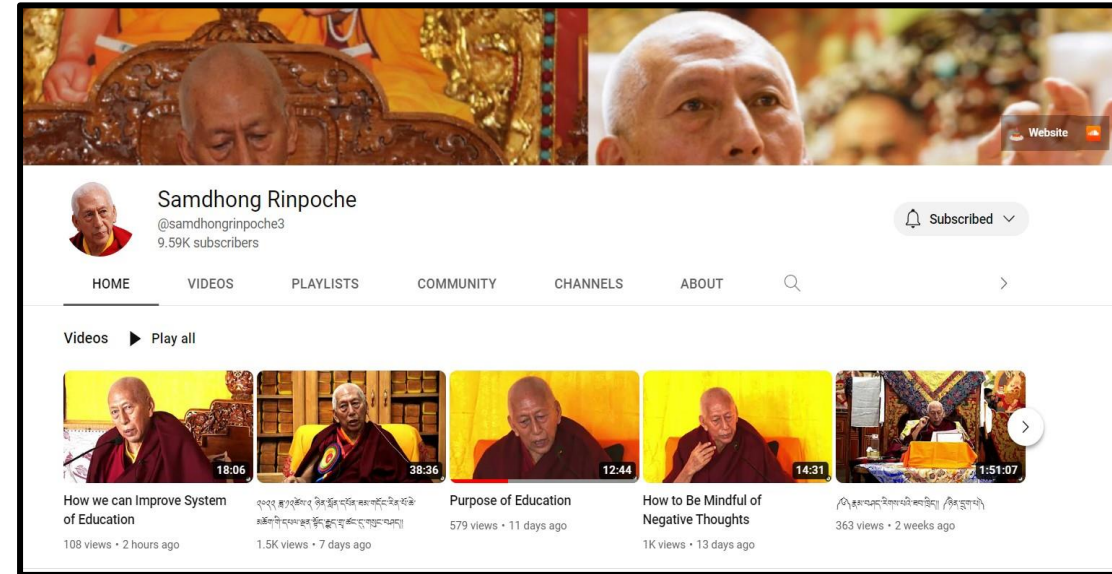 Website
Samdhong Rinpoche
@samdhongrinpoche3
9.59K subscribers
Subscribed
HOME VIDEOS PLAYLISTS COMMUNITY CHANNELS ABOUT
Videos Play all
18:06 38:36 12:44 14:31 1:51:07
How we can Improve System
of Education
108 views • 2 hours ago
1.5K views • 7 days ago
Purpose of Education
579 views • 11 days ago
How to Be Mindful of
Negative Thoughts
1K views • 13 days ago
363 views • 2 weeks ago